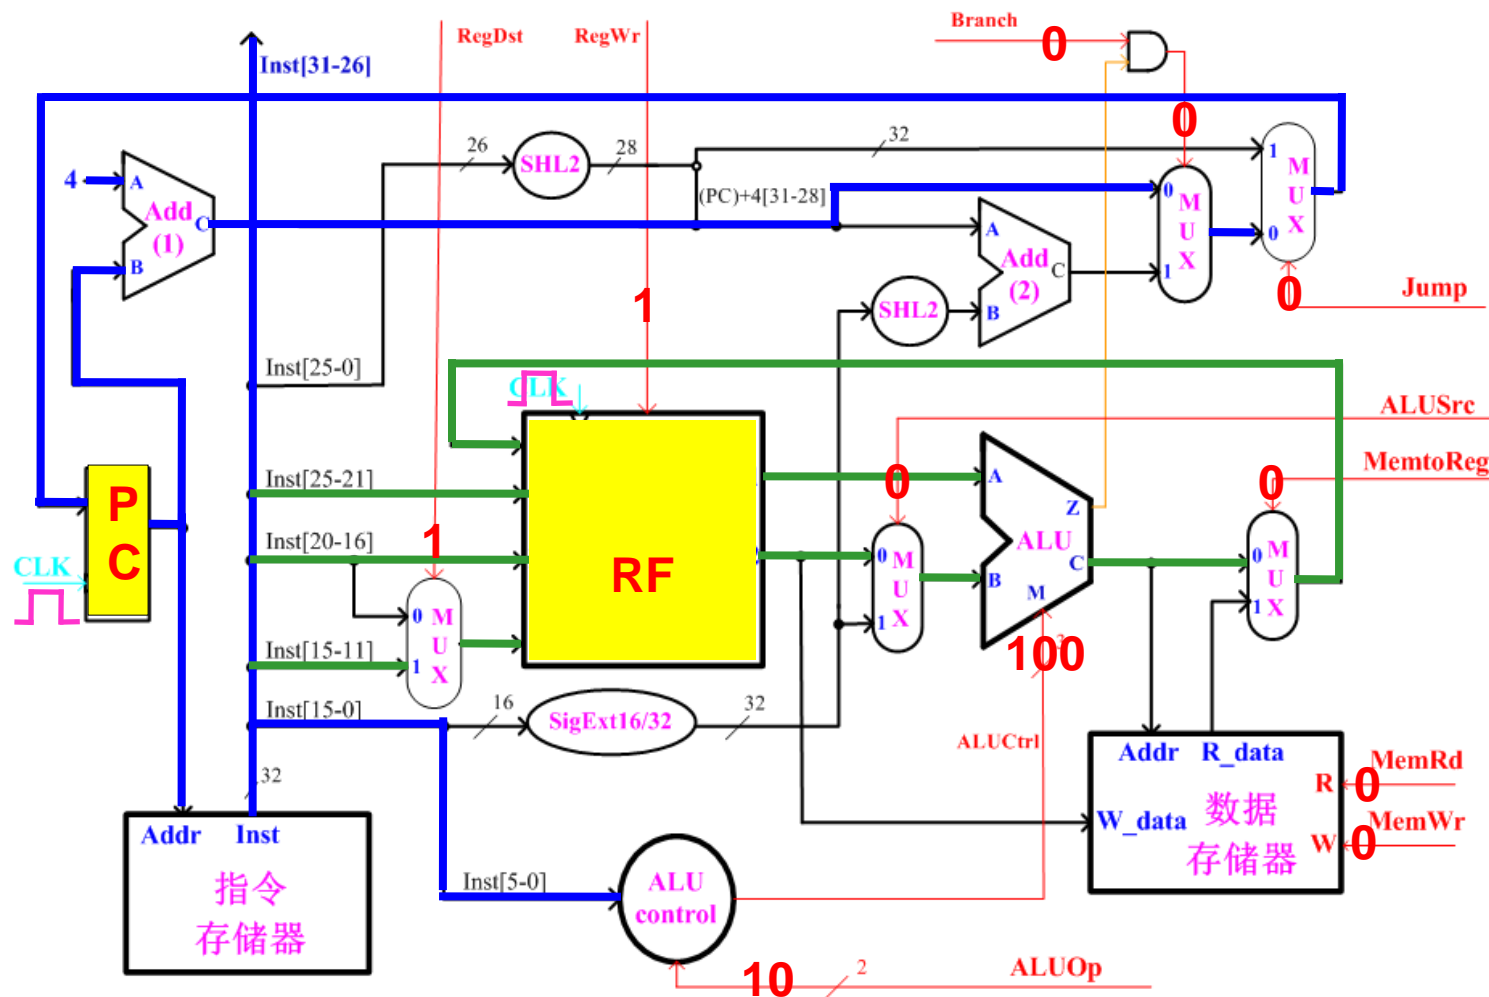 Branch
0
RegDst
RegWr
Inst[31-26]
0
26
SHL2
28
32
1
M
U
X
0
4
A
Add
(1)
B
C
(PC)+4[31-28]
0
M
U
X
1
A
Add
(2)
B
C
SHL2
1
0
Jump
Inst[25-0]
CLK
ALUSrc
MemtoReg
0
0
Inst[25-21]
Inst[20-16]
1
Inst[15-11]
Inst[15-0]
P
C
CLK
RF
0
M
U
X
1
0
M
U
X
1
A
B
Z
ALU
C
M
100
3
0
M
U
X
1
16
SigExt16/32
32
ALUCtrl
32
Addr Inst
指令
存储器
Inst[5-0]
ALU
control
10
2
ALUOp
Addr R_data
W_data
数据
存储器
R
0
MemRd
W
0
MemWr